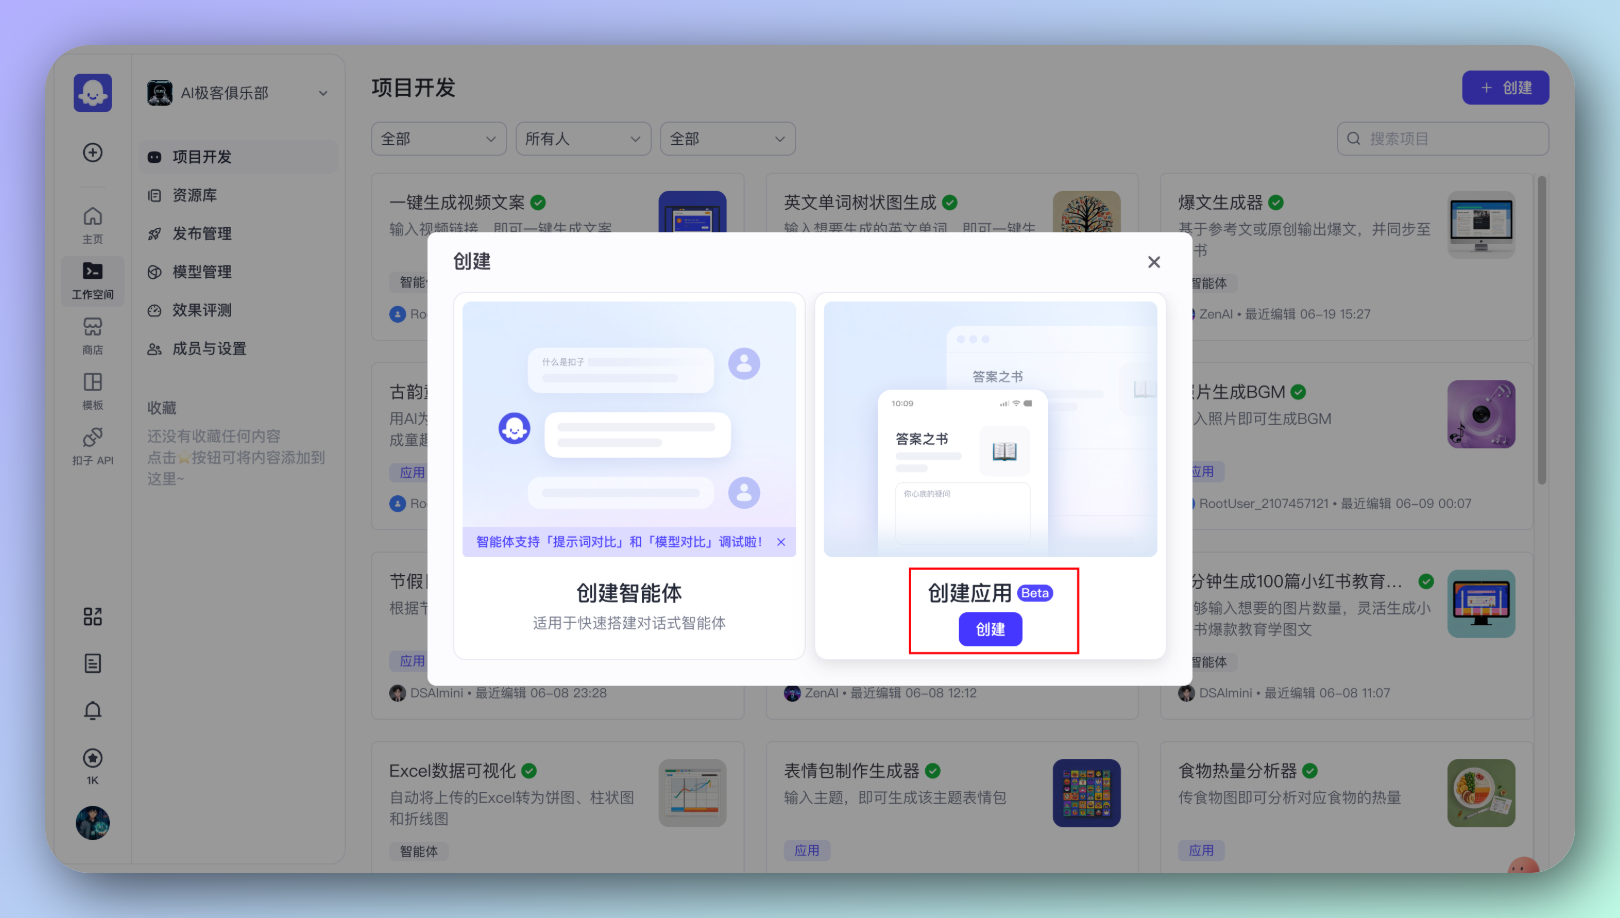 AI极客俱乐部
主页
工作空间
商店
模板
扣子 API
1K
项目开发
资源库
发布管理
模型管理
效果评测
成员与设置
收藏
还没有收藏任何内容
点击⭐按钮可将内容添加到
这里~
项目开发
+ 创建
全部
所有人
全部
搜索项目
一键生成视频文案
输入视频链接，即可一键生成文案
智能
Ro
英文单词树状图生成
输入想要生成的英文单词，即可一键生
爆文生成器
基于参考文或原创输出爆文，并同步至
书
能体
ZenAI • 最近编辑 06-19 15:27
古韵
用AI为
成童趣
应用
Ro
片生成BGM
入照片即可生成BGM
应用
RootUser_2107457121 • 最近编辑 06-09 00:07
节假
根据节
应用
DSAImini • 最近编辑 06-08 23:28
ZenAI • 最近编辑 06-08 12:12
分钟生成100篇小红书教育...
够输入想要的图片数量，灵活生成小
书爆款教育学图文
能体
DSAImini • 最近编辑 06-08 11:07
Excel数据可视化
自动将上传的Excel转为饼图、柱状图
和折线图
智能体
表情包制作生成器
输入主题，即可生成该主题表情包
应用
食物热量分析器
传食物图即可分析对应食物的热量
应用
创建
什么是扣子
智能体支持「提示词对比」和「模型对比」调试啦！
创建智能体
适用于快速搭建对话式智能体
答案之书
10:09
答案之书
你心底的疑问
创建应用 Beta
创建